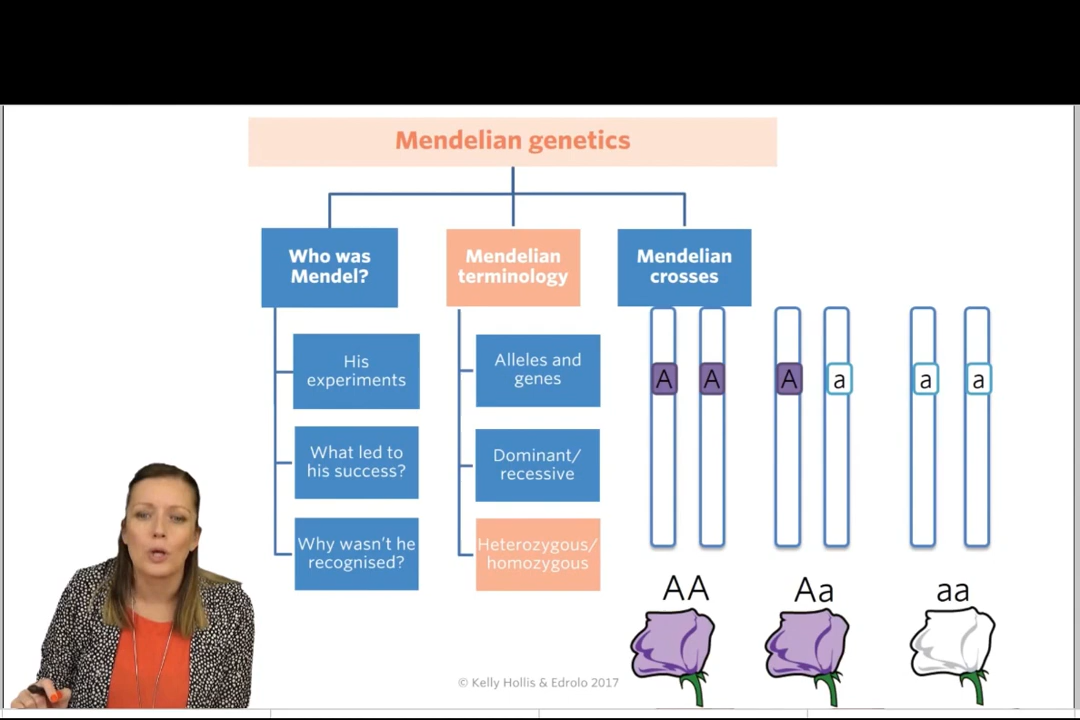 Mendelian genetics
Who was
Mendel?
Mendelian
terminology
Mendelian
crosses
His
experiments
Alleles and
genes
A A A a a a
What led to
his success?
Dominant/
recessive
Why wasn't he
recognised?
Heterozygous/
homozygous
AA Aa aa
© Kelly Hollis & Edrolo 2017